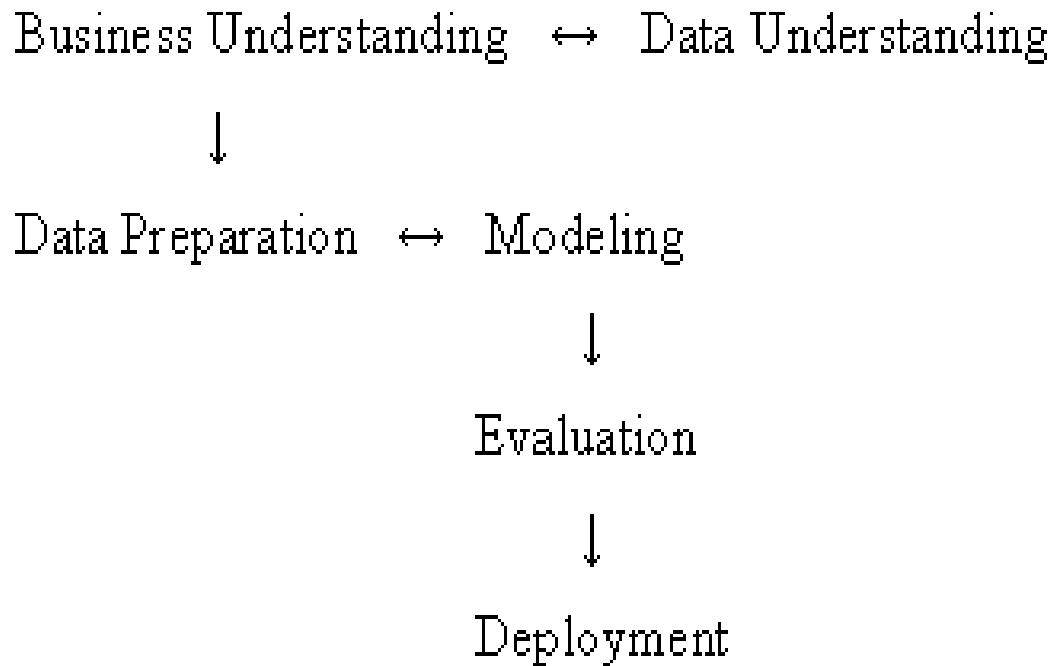 Business Understanding ↔ Data Understanding
↓
Data Preparation ↔ Modeling
↓
Evaluation
↓
Deployment